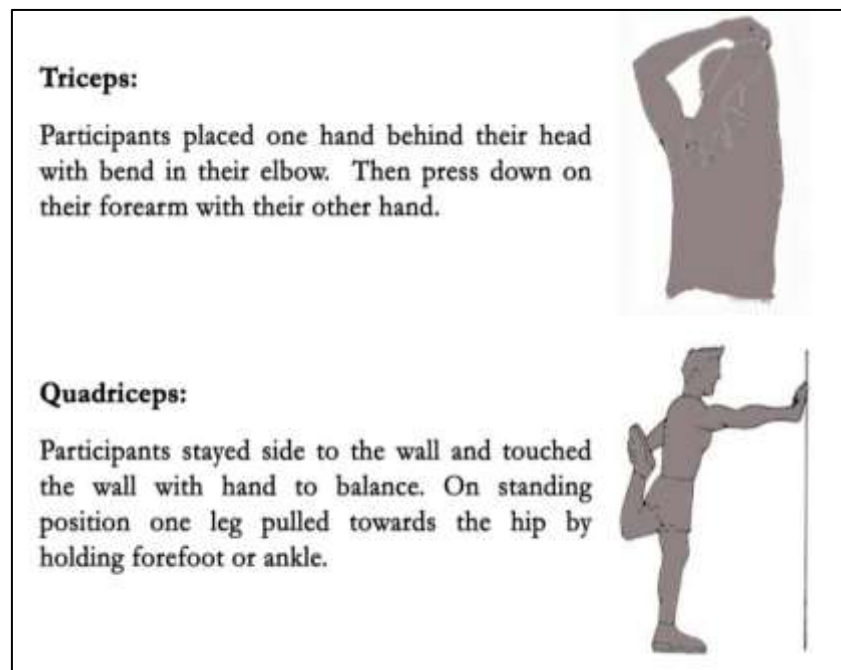 Triceps:
Participants placed one hand behind their head
with bend in their elbow. Then press down on
their forearm with their other hand.
Quadriceps:
Participants stayed side to the wall and touched
the wall with hand to balance. On standing
position one leg pulled towards the hip by
holding forefoot or ankle.